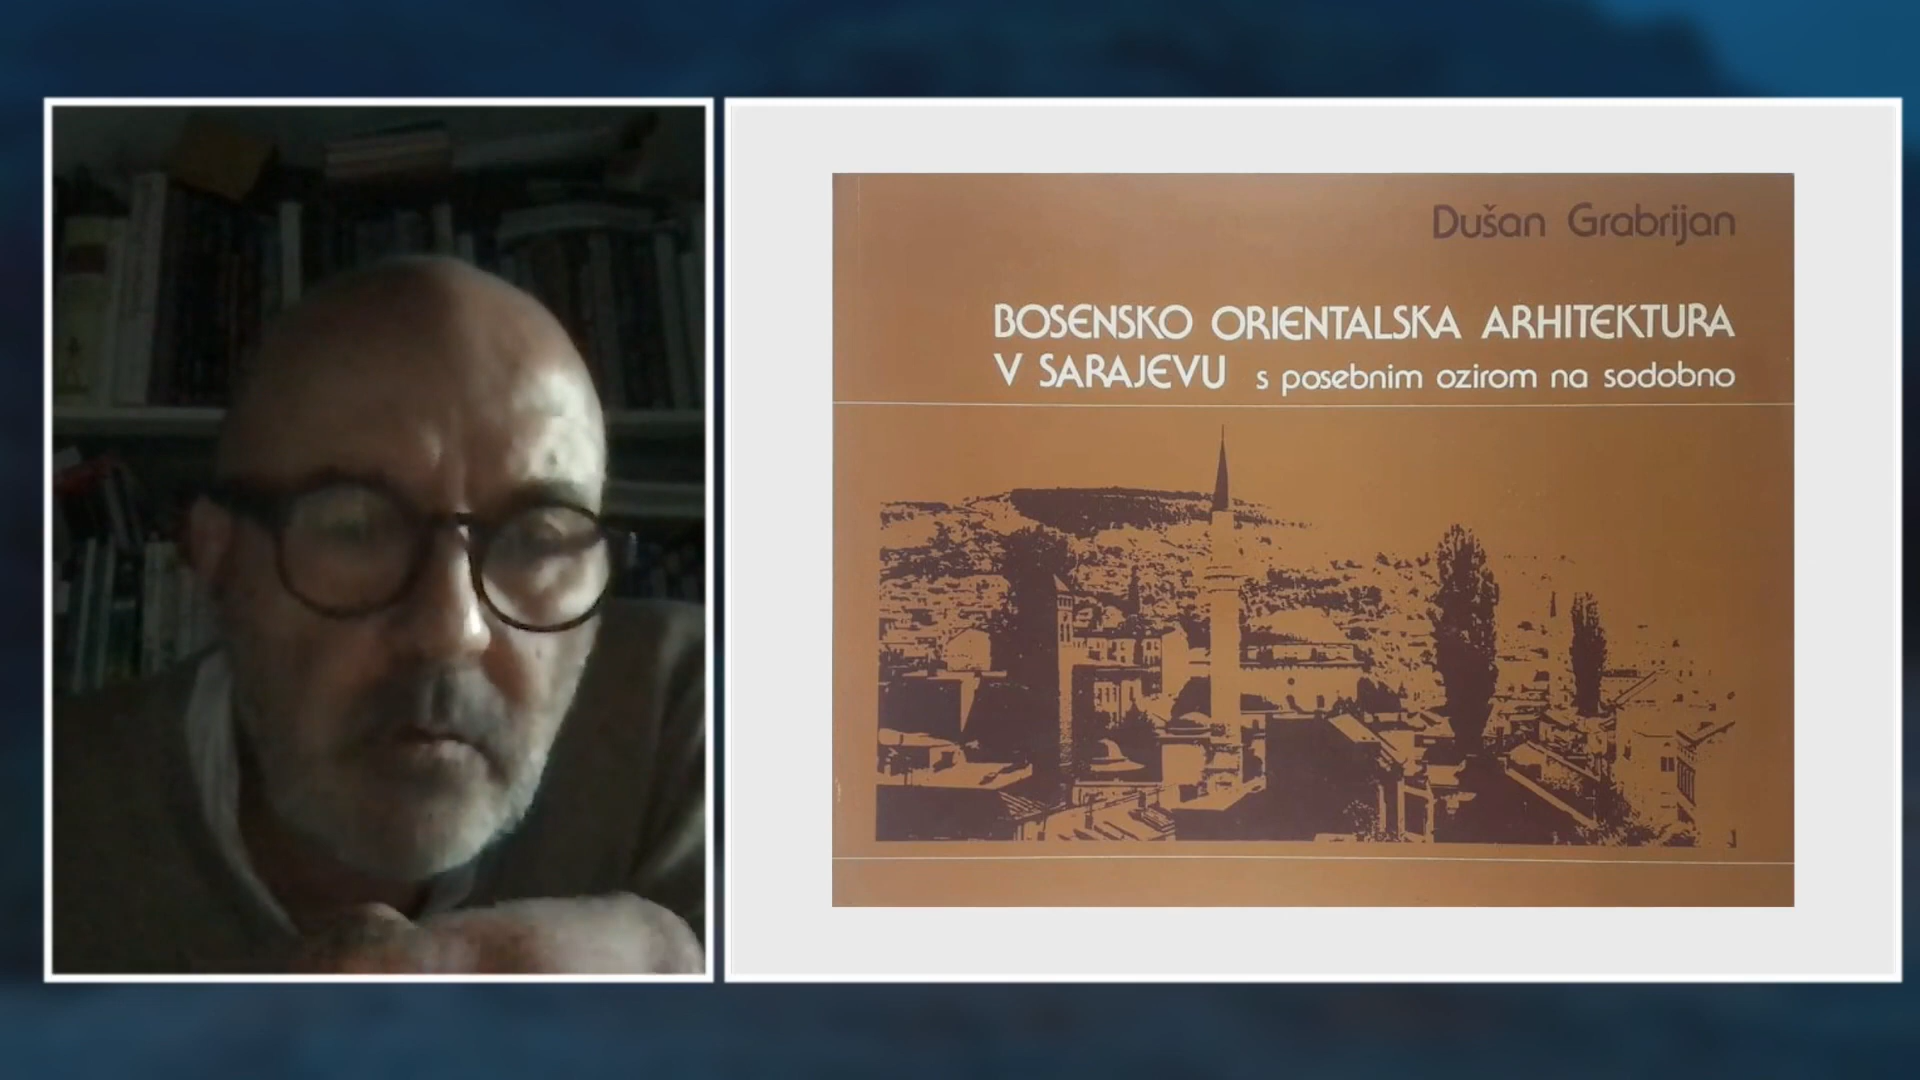 Dušan Grabrijan
BOSENSKO ORIENTALSKA ARHITEKTURA
V SARAJEVU s posebnim ozirom na sodobno